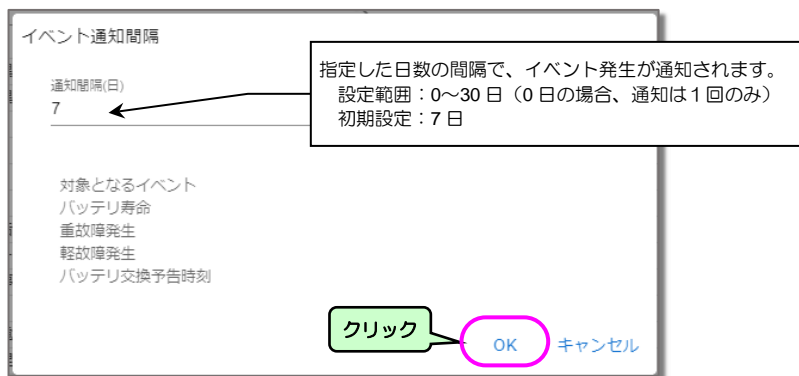 イベント通知間隔
指定した日数の間隔で、イベント発生が通知されます。
設定範囲：0～30 日（0 日の場合、通知は１回のみ）
初期設定：7 日
通知間隔(日)
7
対象となるイベント
バッテリ寿命
重故障発生
軽故障発生
バッテリ交換予告時刻
クリック
OK キャンセル